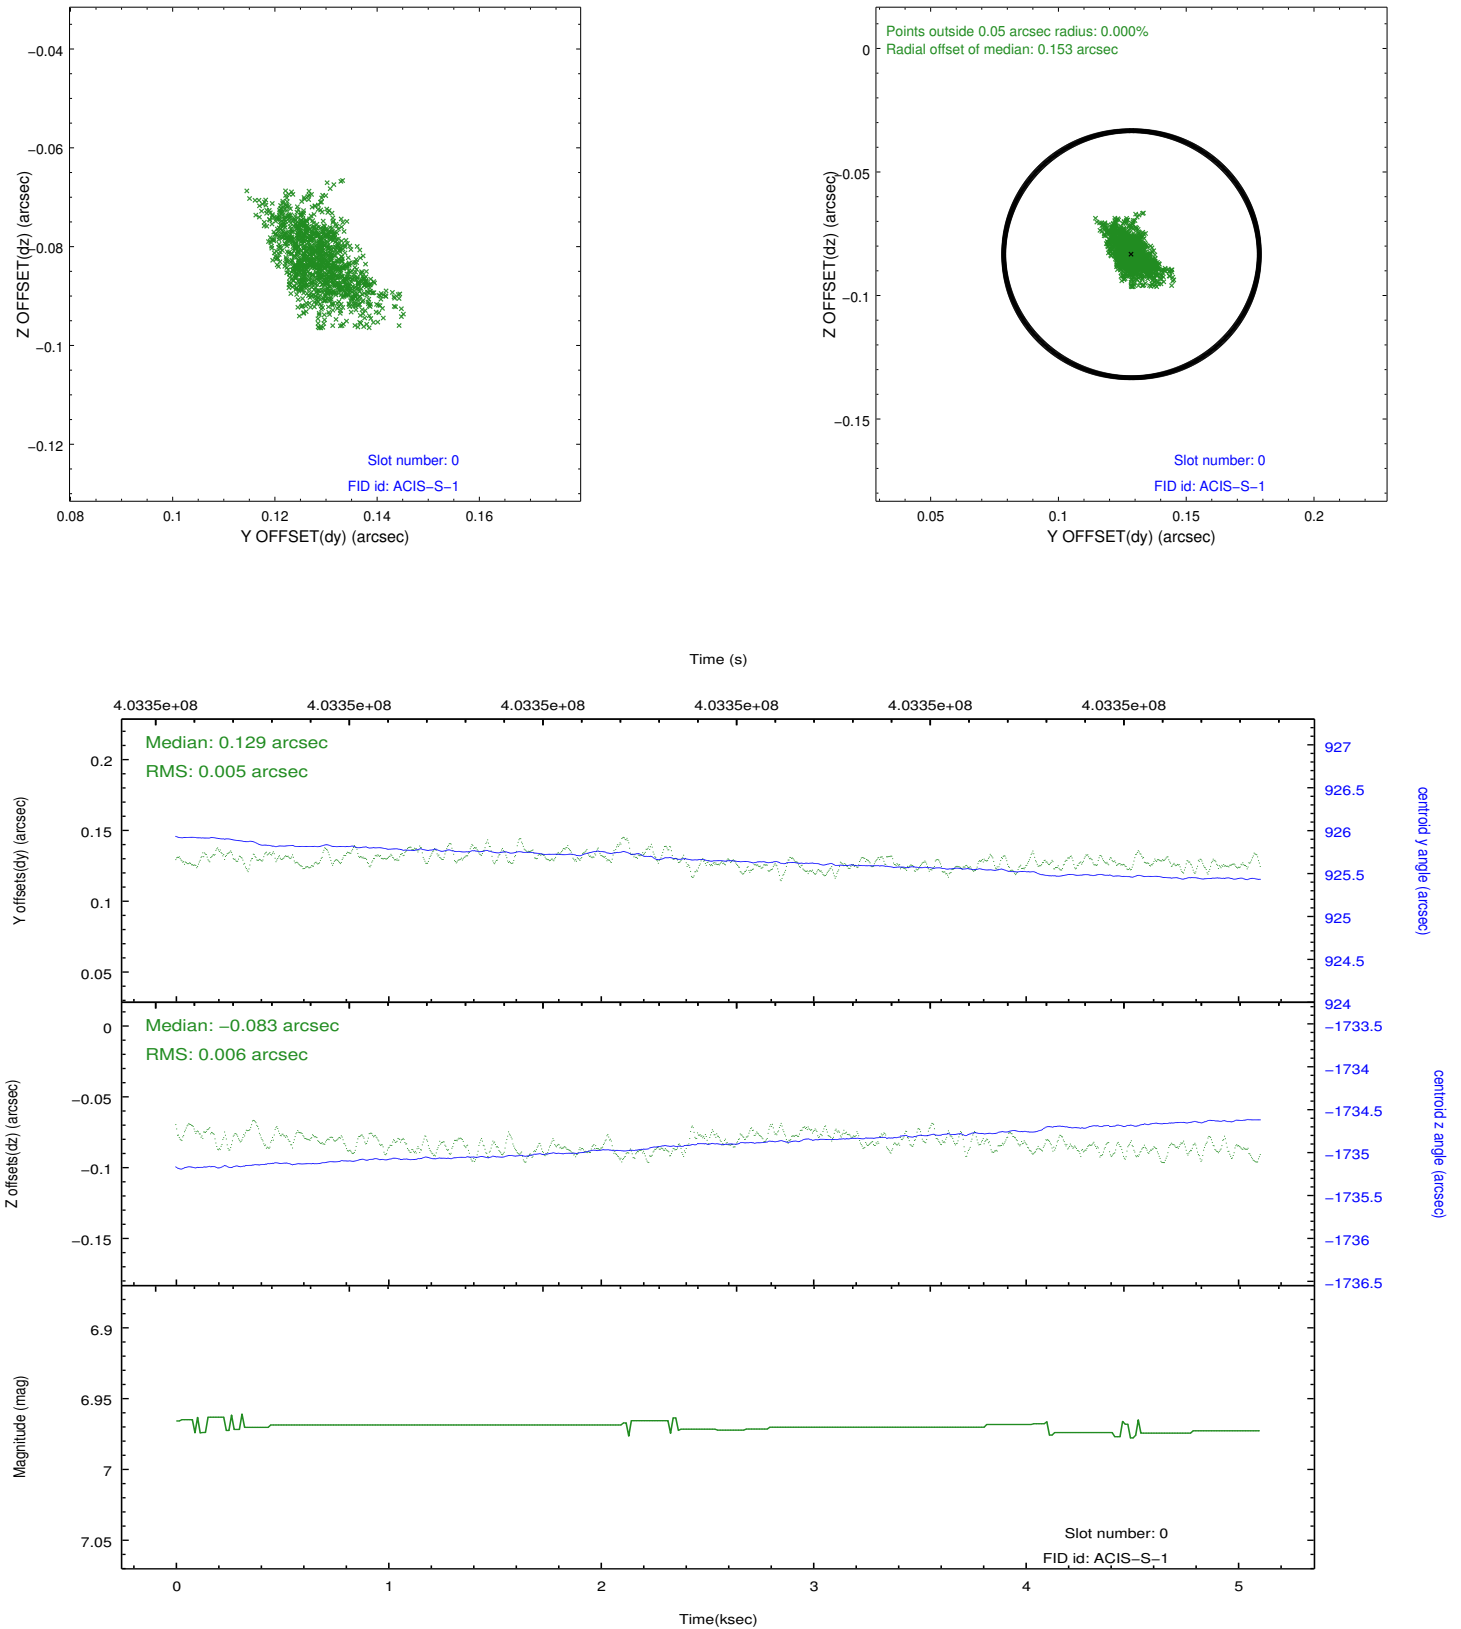 −0.04
−0.06
−0.08
−0.1
−0.12
Z OFFSET(dz) (arcsec)
Slot number: 0
FID id: ACIS−S−1
0.08
0.1
0.12
0.14
0.16
Y OFFSET(dy) (arcsec)
Points outside 0.05 arcsec radius: 0.000%
Radial offset of median: 0.153 arcsec
0
−0.05
−0.1
−0.15
Z OFFSET(dz) (arcsec)
Slot number: 0
FID id: ACIS−S−1
0.05
0.1
0.15
0.2
Y OFFSET(dy) (arcsec)
Time (s)
4.0335e+08
4.0335e+08
4.0335e+08
4.0335e+08
4.0335e+08
4.0335e+08
Median: 0.129 arcsec
RMS: 0.005 arcsec
0.2
0.15
0.1
0.05
Y offsets(dy) (arcsec)
927
926.5
926
925.5
925
924.5
924
centroid y angle (arcsec)
Median: −0.083 arcsec
RMS: 0.006 arcsec
0
−0.05
−0.1
−0.15
Z offsets(dz) (arcsec)
−1733.5
−1734
−1734.5
−1735
−1735.5
−1736
−1736.5
centroid z angle (arcsec)
6.9
6.95
7
7.05
Magnitude (mag)
Slot number: 0
FID id: ACIS−S−1
0
1
2
3
4
5
Time(ksec)